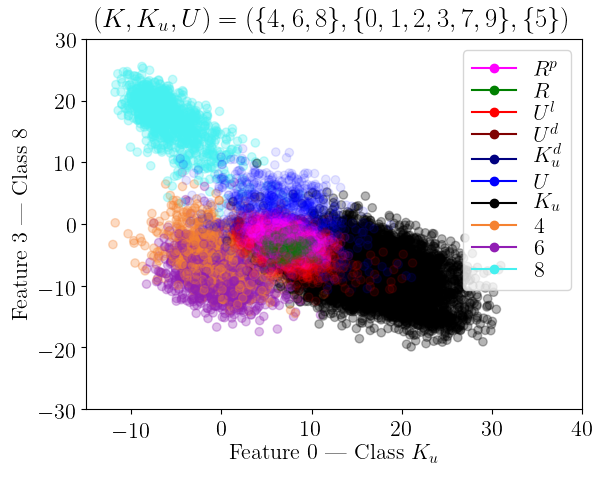 (K, K_u, U) = ({4, 6, 8}, {0, 1, 2, 3, 7, 9}, {5})
30
20
10
0
−10
−20
−30
Feature 3 — Class 8
R^p
R
U^l
U^d
K_u^d
U
K_u
4
6
8
−10 0 10 20 30 40
Feature 0 — Class K_u